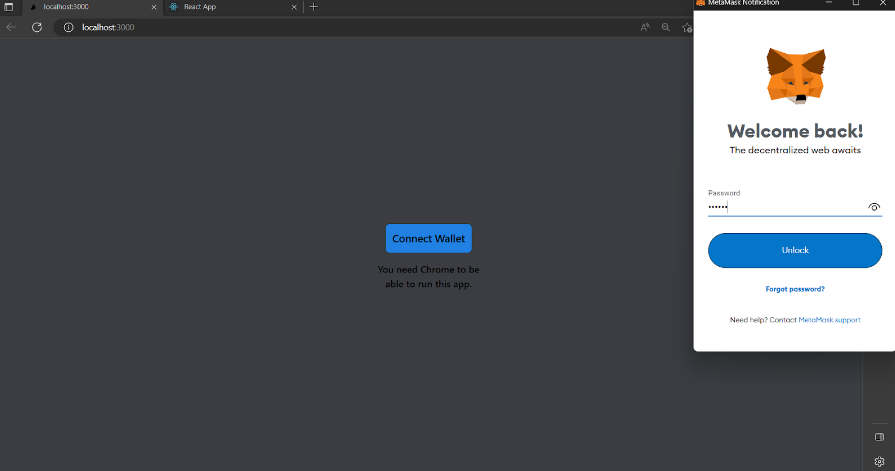 localhost:3000
React App
localhost:3000
MetaMask Notification
Welcome back!
The decentralized web awaits
Password
••••••
Unlock
Forgot password?
Need help? Contact MetaMask support
Connect Wallet
You need Chrome to be
able to run this app.